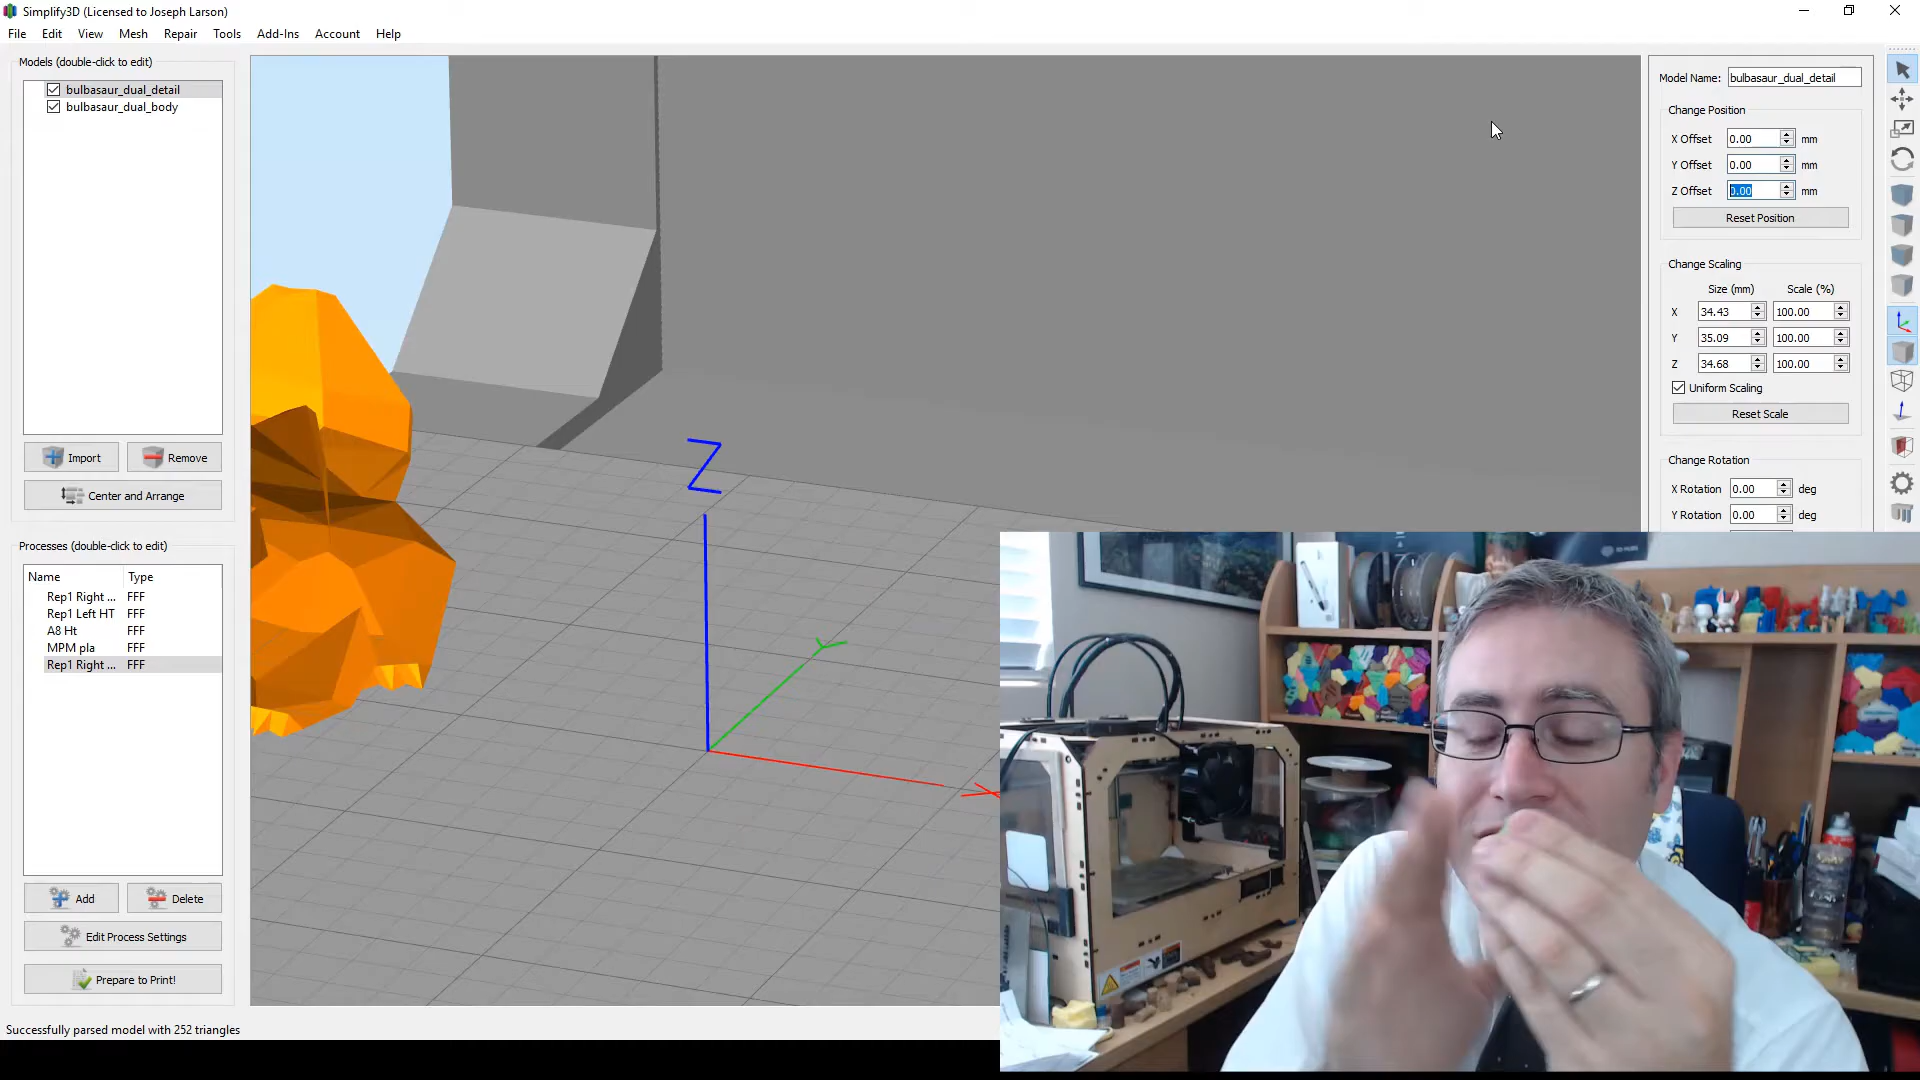 Simplify3D (Licensed to Joseph Larson)
File Edit View Mesh Repair Tools Add-Ins Account Help
Models (double-click to edit)
bulbasaur_dual_detail
bulbasaur_dual_body
Import Remove
Center and Arrange
Processes (double-click to edit)
Name Type
Rep1 Right ... FFF
Rep1 Left HT FFF
A8 Ht FFF
MPM pla FFF
Rep1 Right ... FFF
Add Delete
Edit Process Settings
Prepare to Print!
Successfully parsed model with 252 triangles
Z
Y
X
Model Name: bulbasaur_dual_detail
Change Position
X Offset 0.00 mm
Y Offset 0.00 mm
Z Offset 0.00 mm
Reset Position
Change Scaling
Size (mm) Scale (%)
X 34.43 100.00
Y 35.09 100.00
Z 34.68 100.00
Uniform Scaling
Reset Scale
Change Rotation
X Rotation 0.00 deg
Y Rotation 0.00 deg